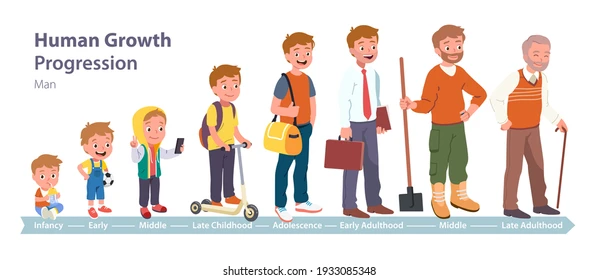 Human Growth
Progression
Man
Infancy Early Middle Late Childhood Adolescence Early Adulthood Middle Late Adulthood
shutterstock.com · 1933085348